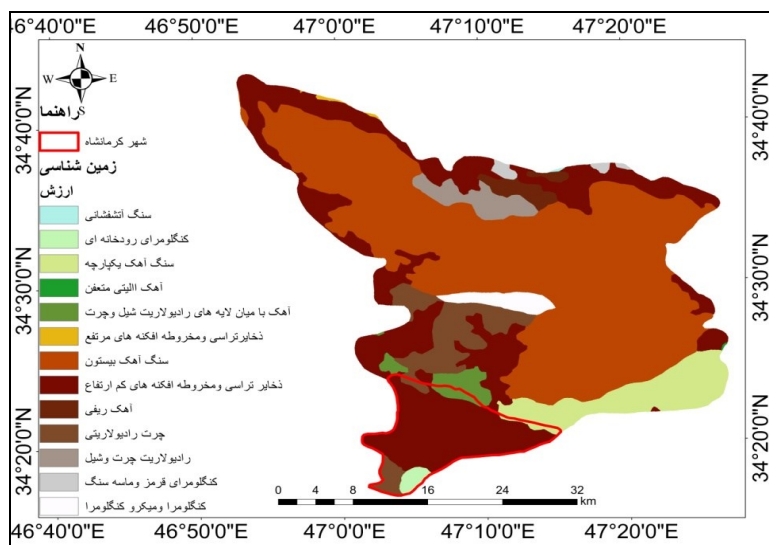 46°40'0"E 46°50'0"E 47°0'0"E 47°10'0"E 47°20'0"E
N
W E
S
راهنما
شهر کرمانشاه
زمین شناسی
ارزش
سنگ آتشفشانی
کنگلومرای رودخانه ای
سنگ آهک یکپارچه
آهک االیتی متعفن
آهک با میان لایه های رادیولاریت شیل وچرت
ذخایرتراسی ومخروطه افکنه های مرتفع
سنگ آهک بیستون
ذخایر تراسی ومخروطه افکنه های کم ارتفاع
آهک ریفی
چرت رادیولاریتی
رادیولاریت چرت وشیل
کنگلومرای قرمز وماسه سنگ
کنگلومرا ومیکرو کنگلومرا
34°40'0"N
34°30'0"N
34°20'0"N
34°40'0"N
34°30'0"N
34°20'0"N
0 4 8 16 24 32
km
46°40'0"E 46°50'0"E 47°0'0"E 47°10'0"E 47°20'0"E